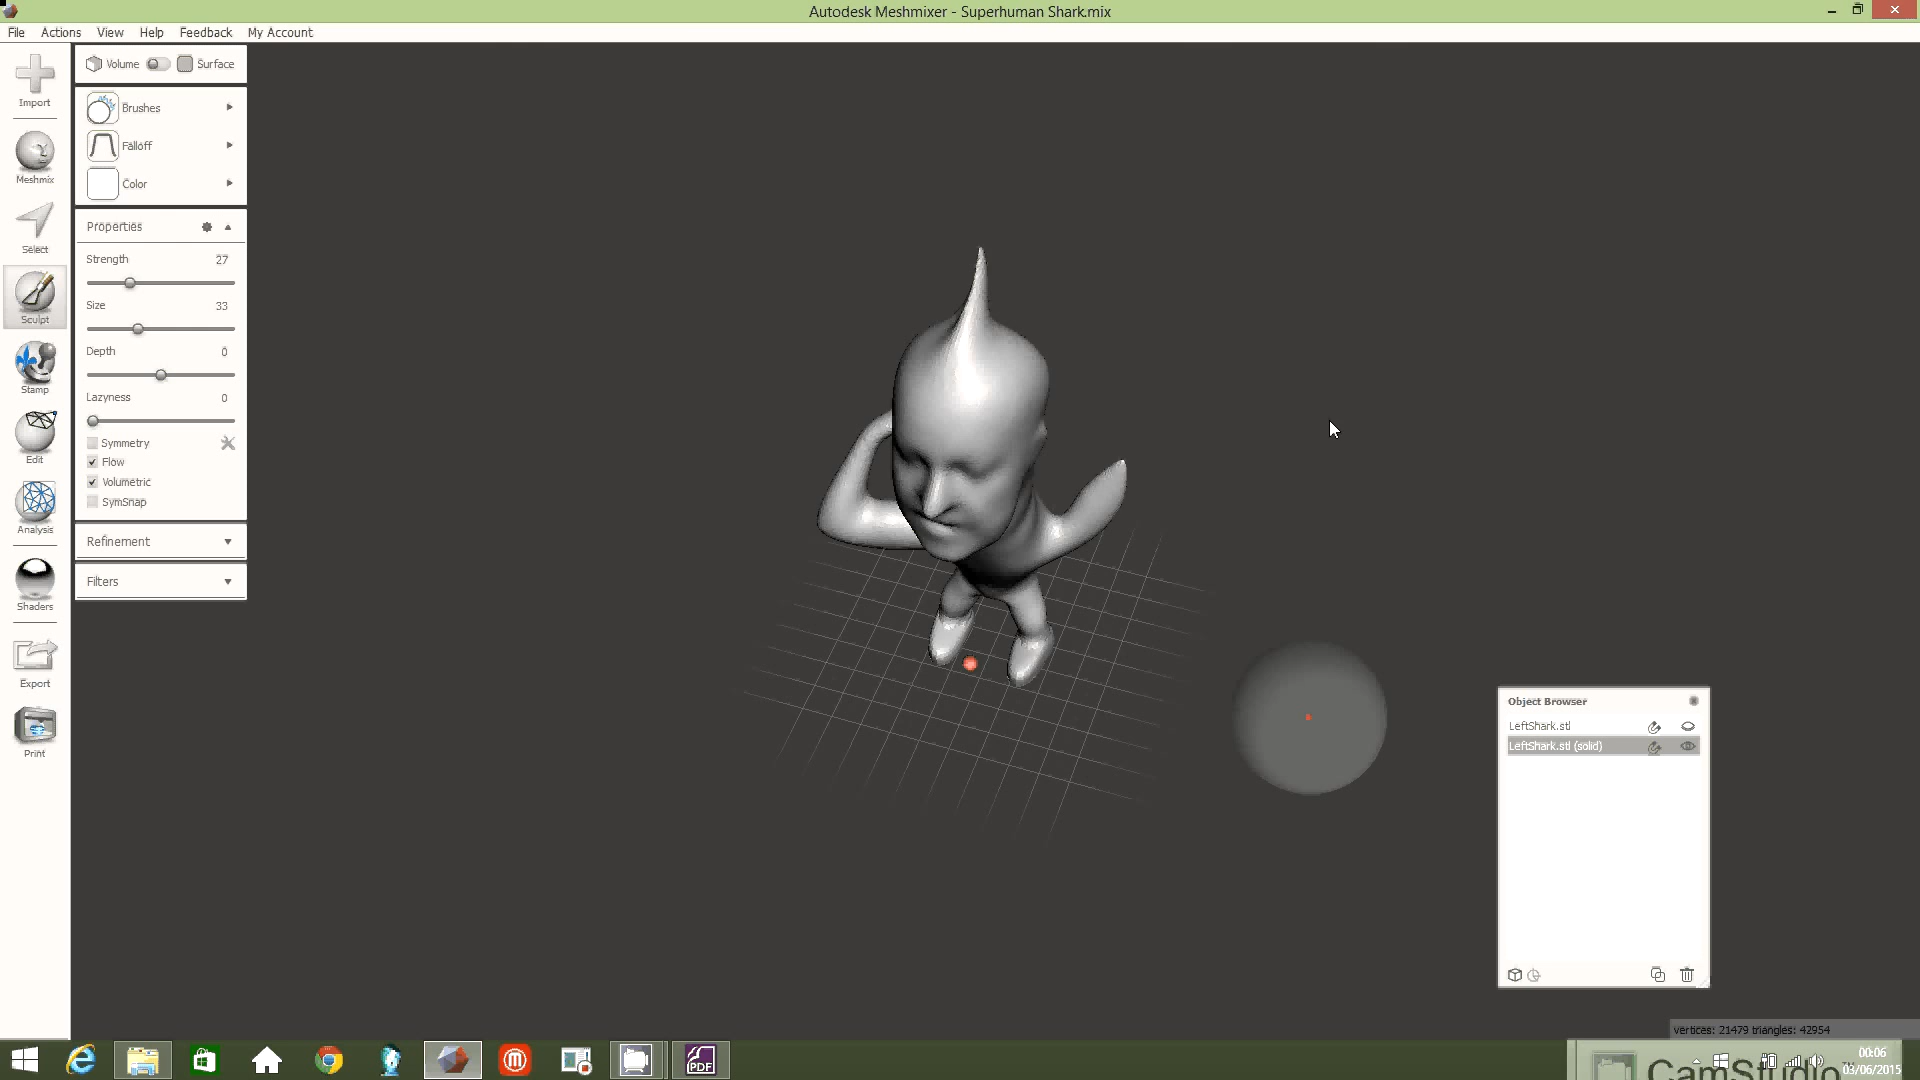 Autodesk Meshmixer - Superhuman Shark.mix
File Actions View Help Feedback My Account
Volume Surface
Import
Brushes
Falloff
Color
Meshmix
Properties
Select
Strength 27
Size 33
Sculpt
Depth 0
Stamp
Lazyness 0
Symmetry
Flow
Edit
Volumetric
SymSnap
Analysis
Refinement
Filters
Shaders
Export
Print
Object Browser
LeftShark.stl
LeftShark.stl (solid)
vertices: 21479 triangles: 42954
PDF
CamStudio
00:06
03/06/2015